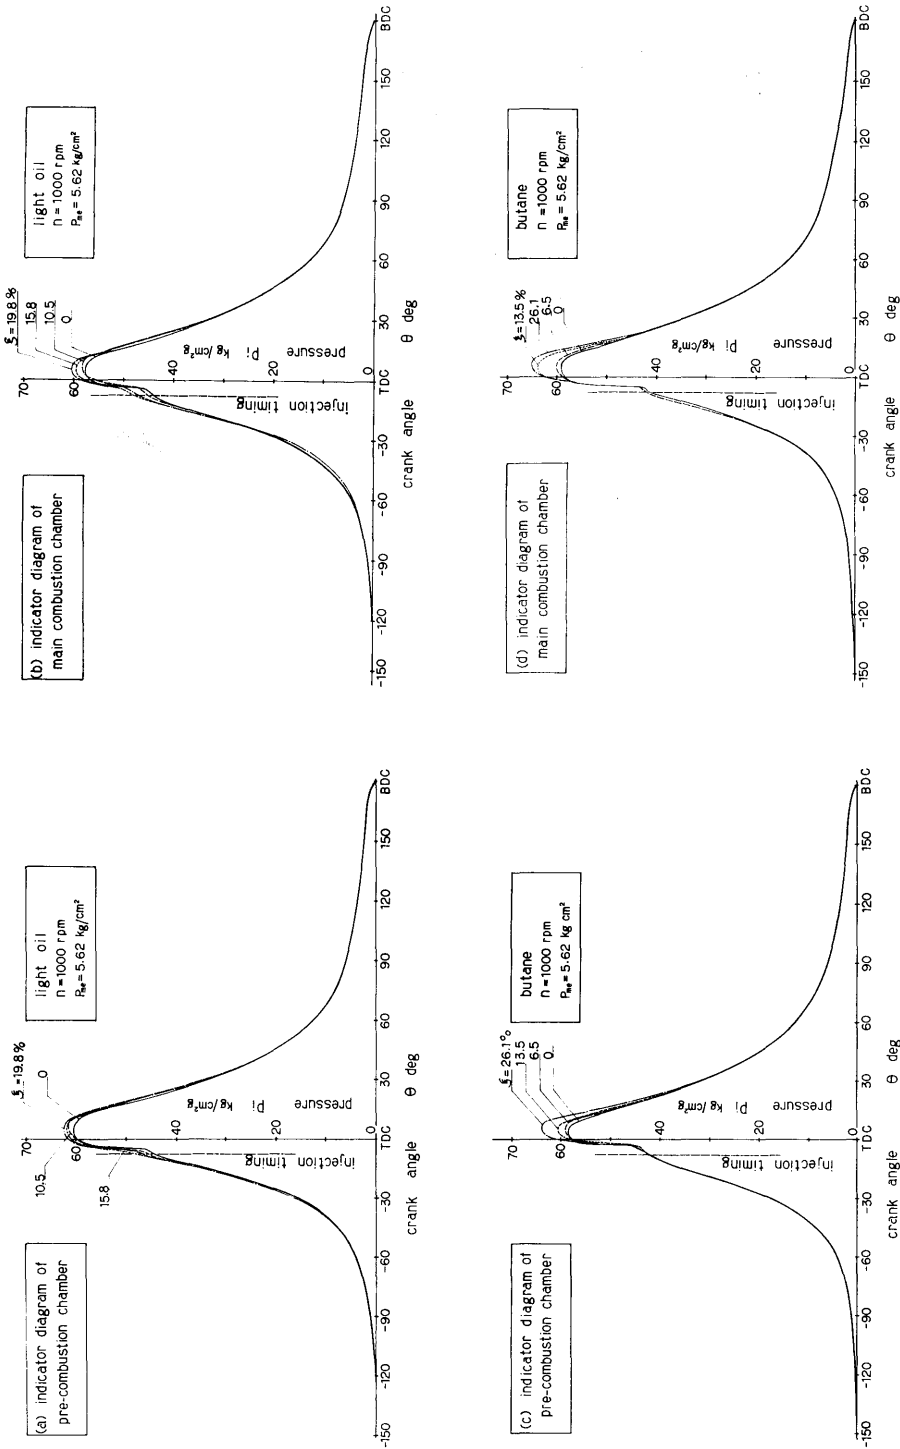 (a) indicator diagram of
pre-combustion chamber
light oil
n = 1000 rpm
Pme = 5.62 kg/cm²
ξ = 19.8%
0
10.5
15.8
70
60
40
20
0
pressure Pi kg/cm²g
injection timing
-150 -120 -90 -60 -30 TDC 30 60 90 120 150 BDC
crank angle θ deg
(b) indicator diagram of
main combustion chamber
light oil
n = 1000 rpm
Pme = 5.62 kg/cm²
ξ = 19.8%
15.8
10.5
0
70
60
40
20
0
pressure Pi kg/cm²g
injection timing
-150 -120 -90 -60 -30 TDC 30 60 90 120 150 BDC
crank angle θ deg
(c) indicator diagram of
pre-combustion chamber
butane
n = 1000 rpm
Pme = 5.62 kg cm²
ξ = 26.1%
13.5
6.5
0
70
60
40
20
0
pressure Pi kg/cm²g
injection timing
-150 -120 -90 -60 -30 TDC 30 60 90 120 150 BDC
crank angle θ deg
(d) indicator diagram of
main combustion chamber
butane
n = 1000 rpm
Pme = 5.62 kg/cm²
ξ = 13.5%
26.1
6.5
0
70
60
40
20
0
pressure Pi kg/cm²g
injection timing
-150 -120 -90 -60 -30 TDC 30 60 90 120 150 BDC
crank angle θ deg